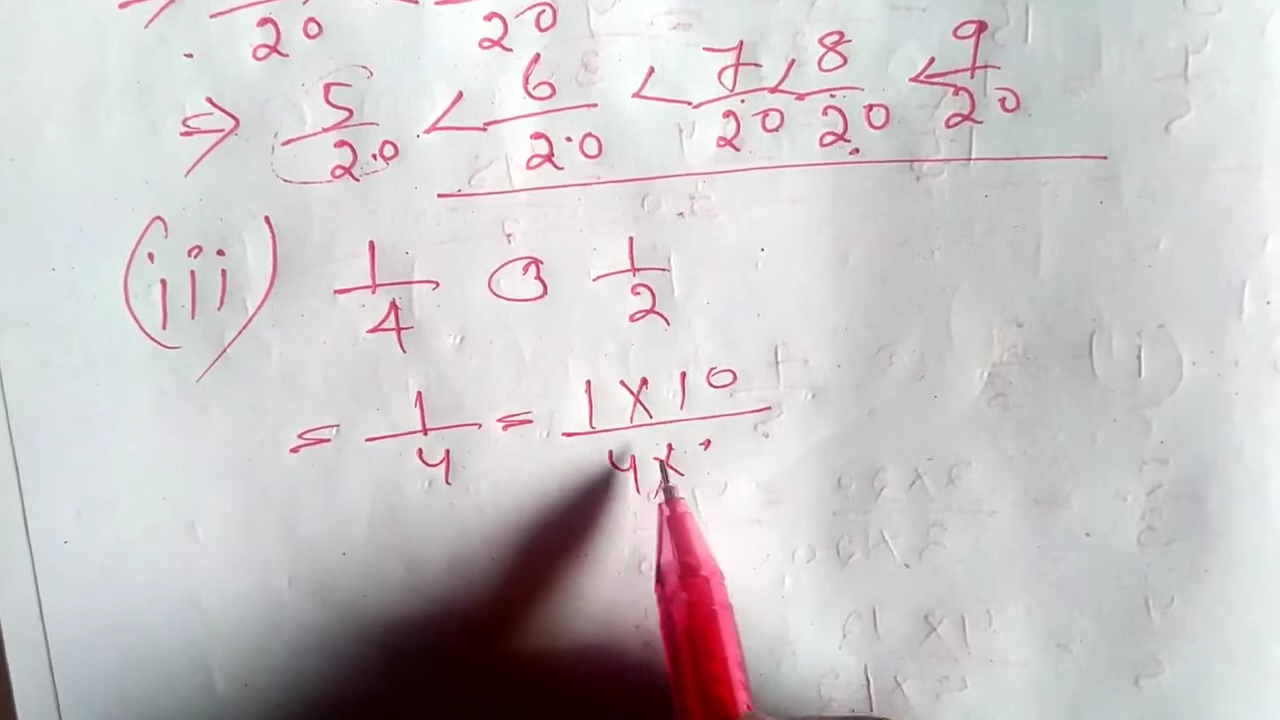 20 20
⇒ 5/20 < 6/20 < 7/20 < 8/20 < 9/20
(iii) 1/4 ও 1/2
= 1/4 = 1×10/4×